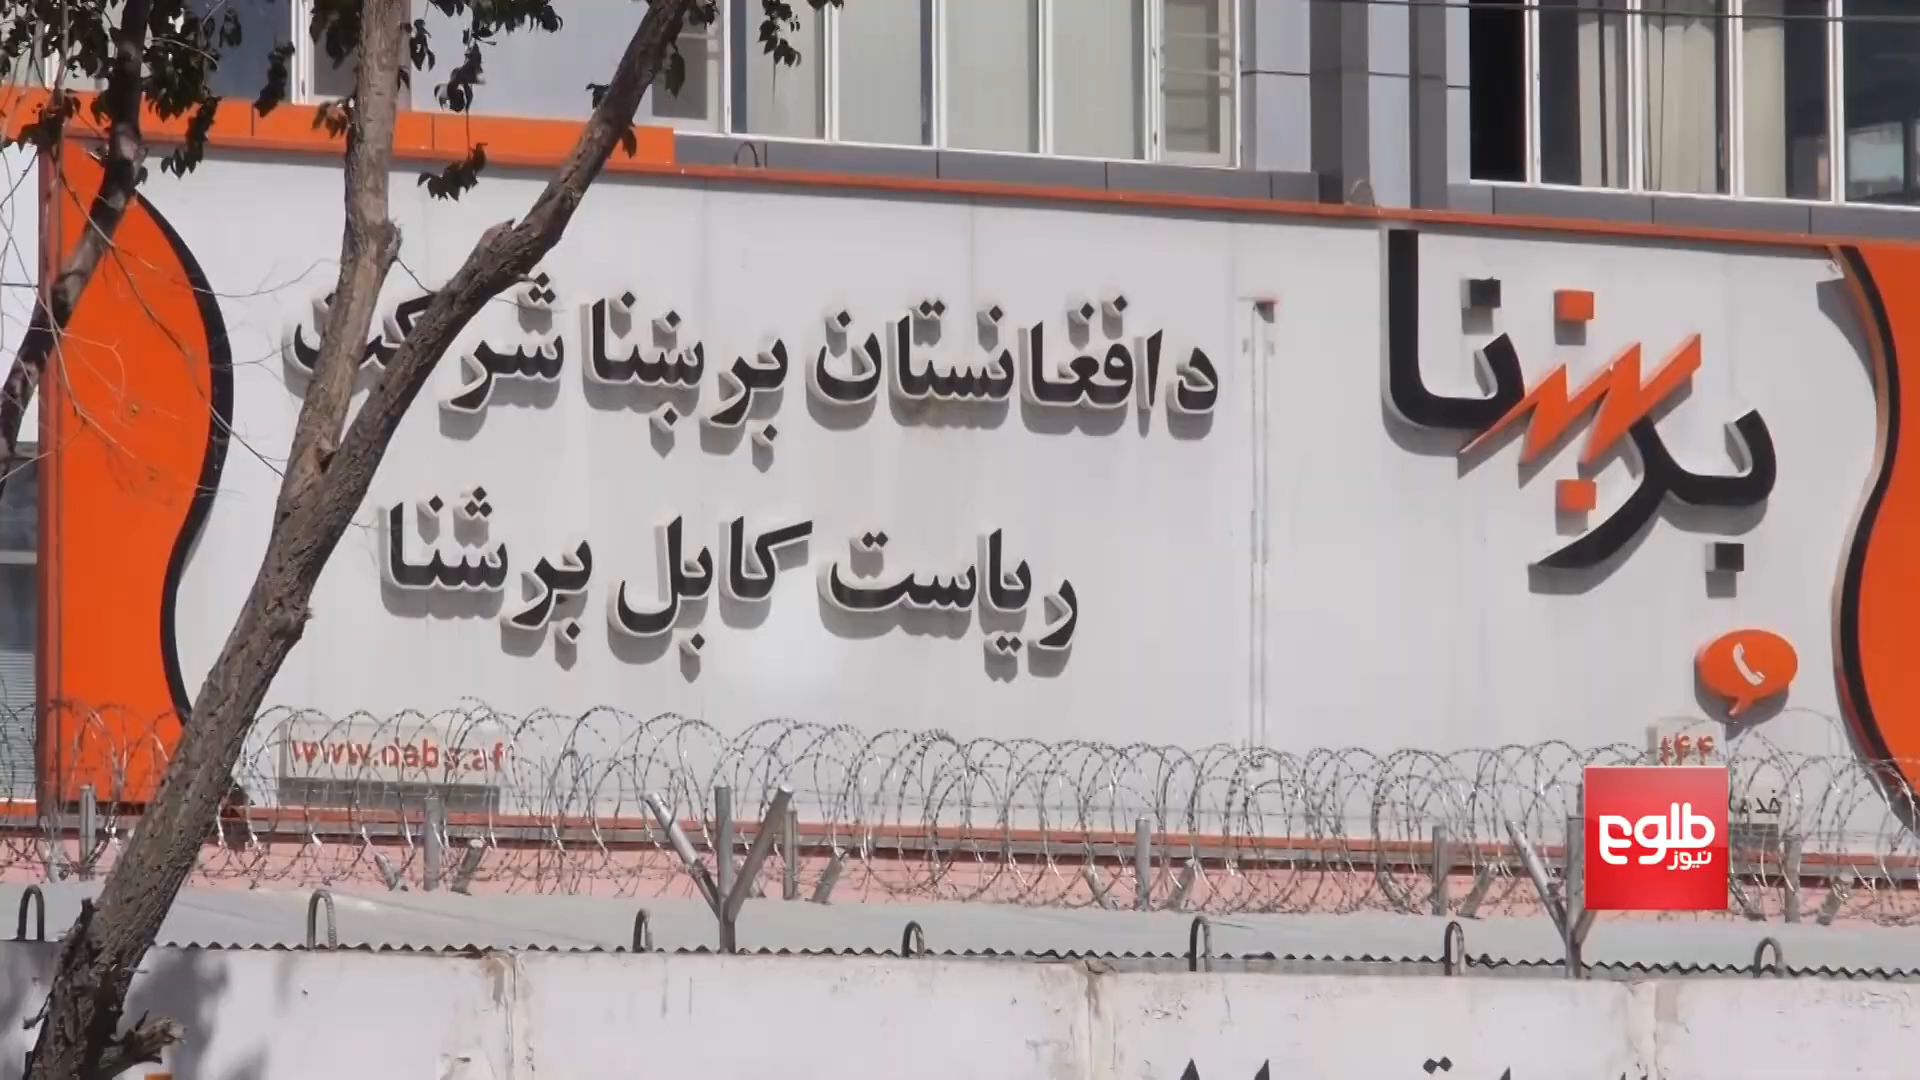 د افغانستان برښنا شرکت
ریاست کابل برشنا
برښنا
www.dabs.af
طلوع
نیوز